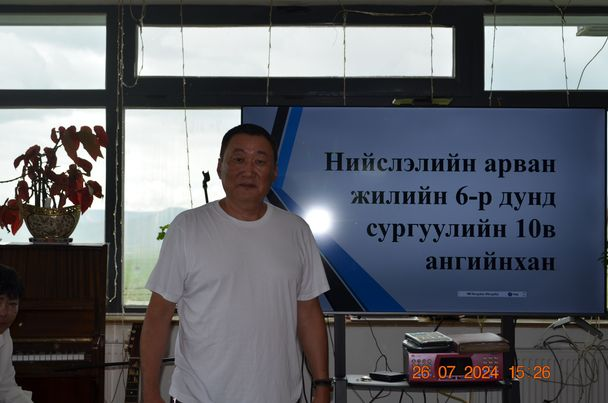 Нийслэлийн арван
жилийн 6-р дунд
сургуулийн 10в
ангийнхан
26 07 2024 15 26